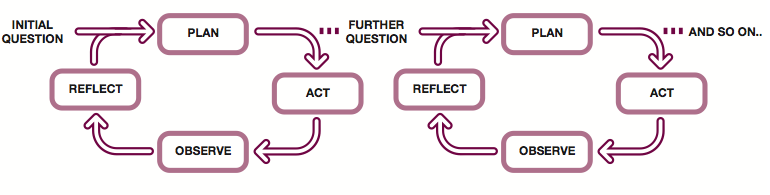 INITIAL
QUESTION
PLAN
ACT
OBSERVE
REFLECT
FURTHER
QUESTION
PLAN
ACT
OBSERVE
REFLECT
AND SO ON..